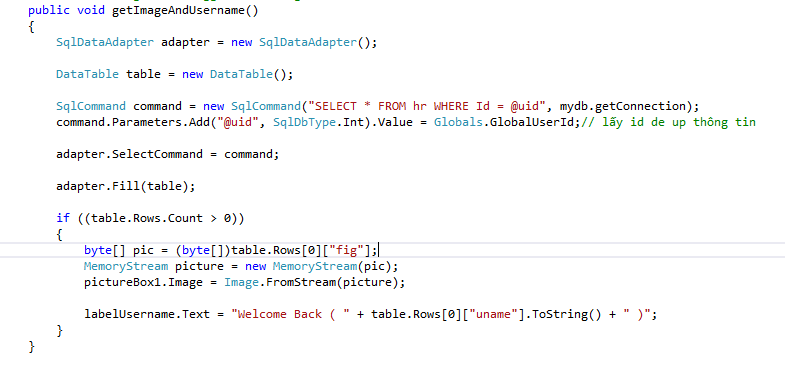 public void getImageAndUsername()
{
SqlDataAdapter adapter = new SqlDataAdapter();
DataTable table = new DataTable();
SqlCommand command = new SqlCommand("SELECT * FROM hr WHERE Id = @uid", mydb.getConnection);
command.Parameters.Add("@uid", SqlDbType.Int).Value = Globals.GlobalUserId;// lấy id de up thông tin
adapter.SelectCommand = command;
adapter.Fill(table);
if ((table.Rows.Count > 0))
{
byte[] pic = (byte[])table.Rows[0]["fig"];
MemoryStream picture = new MemoryStream(pic);
pictureBox1.Image = Image.FromStream(picture);
labelUsername.Text = "Welcome Back ( " + table.Rows[0]["uname"].ToString() + " )";
}
}